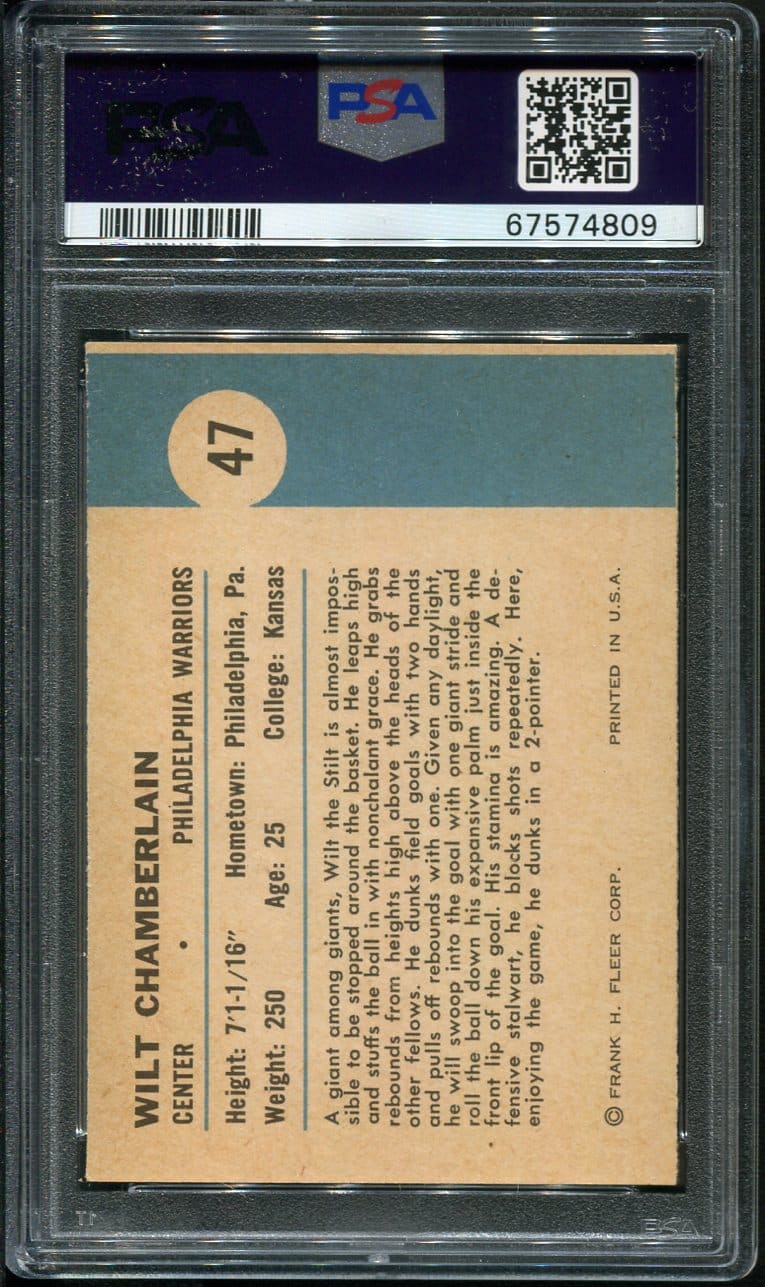 PSA
PSA
67574809
47
WILT CHAMBERLAIN
CENTER • PHILADELPHIA WARRIORS
Height: 7'1-1/16" Hometown: Philadelphia, Pa.
Weight: 250 Age: 25 College: Kansas
A giant among giants, Wilt the Stilt is almost impos-
sible to be stopped around the basket. He leaps high
and stuffs the ball in with nonchalant grace. He grabs
rebounds from heights high above the heads of the
other fellows. He dunks field goals with two hands
and pulls off rebounds with one. Given any daylight,
he will swoop into the goal with one giant stride and
roll the ball down his expansive palm just inside the
front lip of the goal. His stamina is amazing. A de-
fensive stalwart, he blocks shots repeatedly. Here,
enjoying the game, he dunks in a 2-pointer.
© FRANK H. FLEER CORP. PRINTED IN U.S.A.
PSA